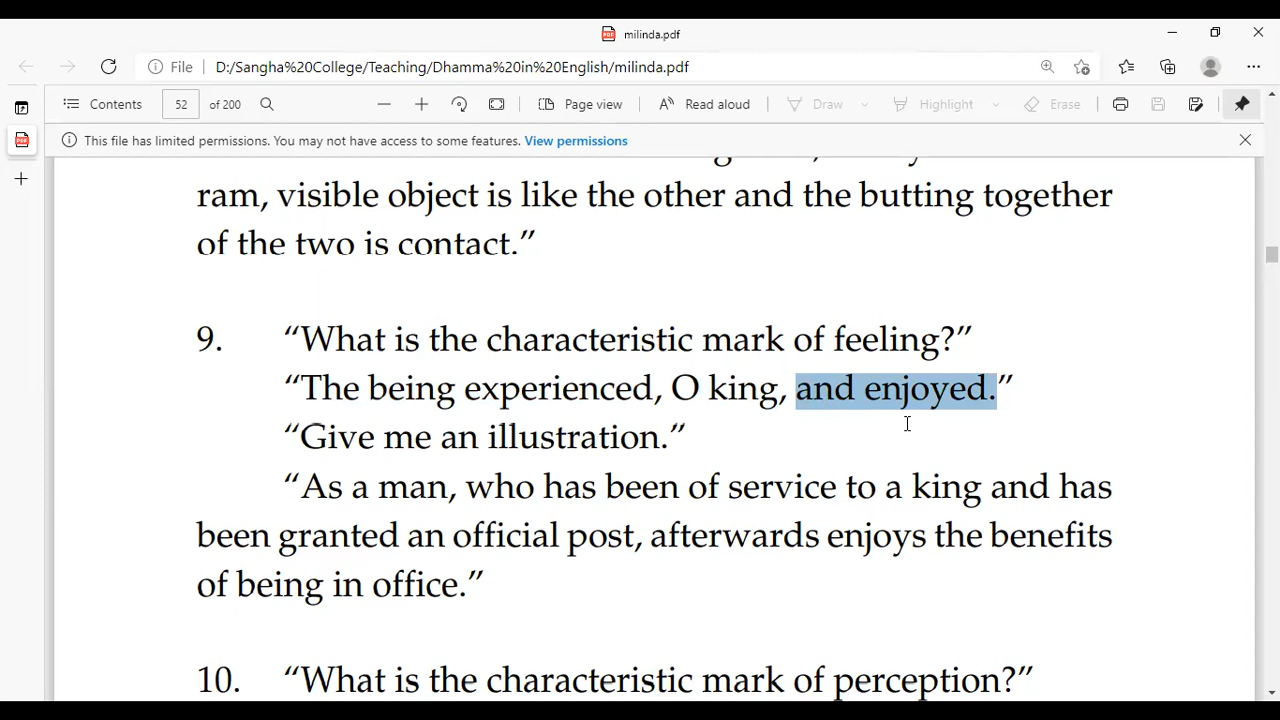 milinda.pdf
File D:/Sangha%20College/Teaching/Dhamma%20in%20English/milinda.pdf
Contents 52 of 200 Page view Read aloud Draw Highlight Erase
This file has limited permissions. You may not have access to some features. View permissions
ram, visible object is like the other and the butting together
of the two is contact.”
9. “What is the characteristic mark of feeling?”
“The being experienced, O king, and enjoyed.”
“Give me an illustration.”
“As a man, who has been of service to a king and has
been granted an official post, afterwards enjoys the benefits
of being in office.”
10. “What is the characteristic mark of perception?”